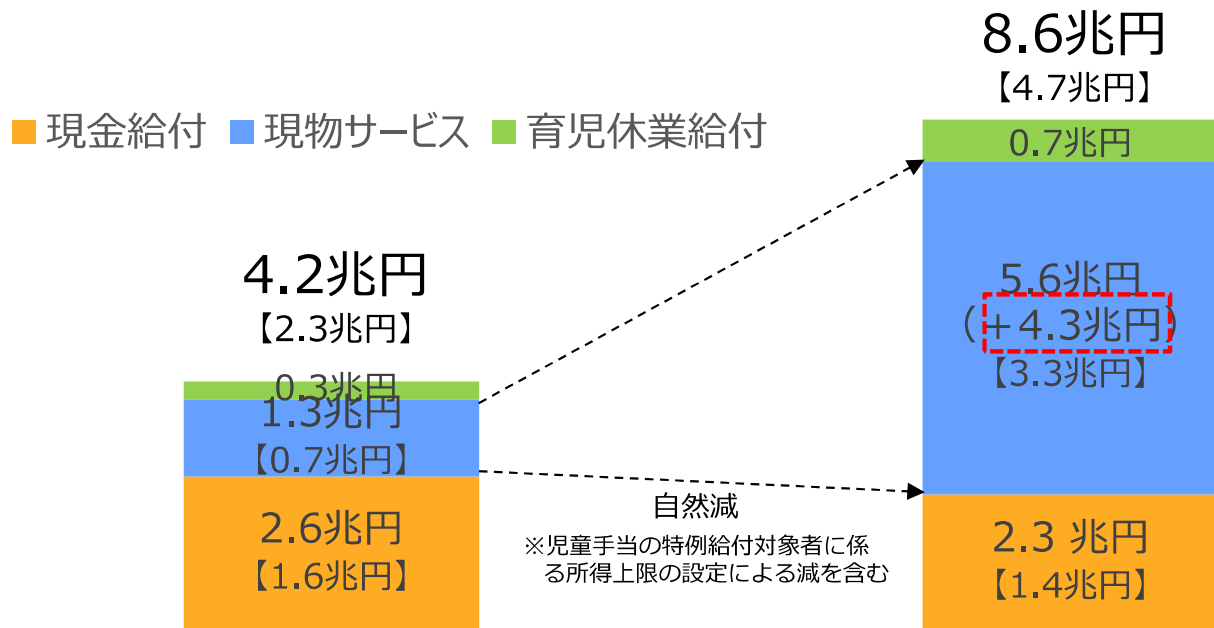 現金給付 現物サービス 育児休業給付
4.2兆円
【2.3兆円】
0.3兆円
1.3兆円
【0.7兆円】
2.6兆円
【1.6兆円】
自然減
※児童手当の特例給付対象者に係
る所得上限の設定による減を含む
8.6兆円
【4.7兆円】
0.7兆円
5.6兆円
（+4.3兆円）
【3.3兆円】
2.3 兆円
【1.4兆円】